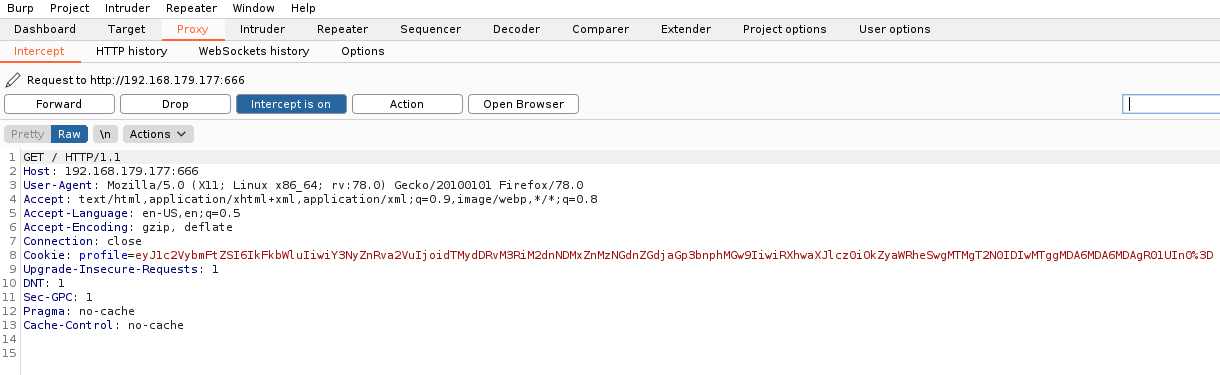 Burp Project Intruder Repeater Window Help
Dashboard Target Proxy Intruder Repeater Sequencer Decoder Comparer Extender Project options User options
Intercept HTTP history WebSockets history Options
Request to http://192.168.179.177:666
Forward Drop Intercept is on Action Open Browser
Pretty Raw \n Actions
1 GET / HTTP/1.1
2 Host: 192.168.179.177:666
3 User-Agent: Mozilla/5.0 (X11; Linux x86_64; rv:78.0) Gecko/20100101 Firefox/78.0
4 Accept: text/html,application/xhtml+xml,application/xml;q=0.9,image/webp,*/*;q=0.8
5 Accept-Language: en-US,en;q=0.5
6 Accept-Encoding: gzip, deflate
7 Connection: close
8 Cookie: profile=eyJ1c2VybmFtZSI6IkFkbWluIiwiY3NyZnRva2VuIjoidTMydDRvM3RiM2dnNDMxZnMzNGdnZGdjaGp3bnphMGw9IiwiRXhwaXJlcz0iOkZyaWRheSwgMTMgT2N0IDIwMTggMDA6MDA6MDAgR01UIn0%3D
9 Upgrade-Insecure-Requests: 1
10 DNT: 1
11 Sec-GPC: 1
12 Pragma: no-cache
13 Cache-Control: no-cache
14
15